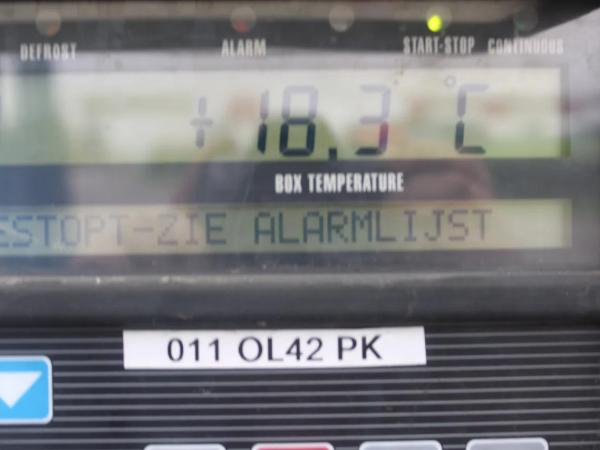 DEFROST ALARM START-STOP CONTINUOUS
+18.3 °C
BOX TEMPERATURE
ESTOPT-ZIE ALARMLIJST
011 OL42 PK